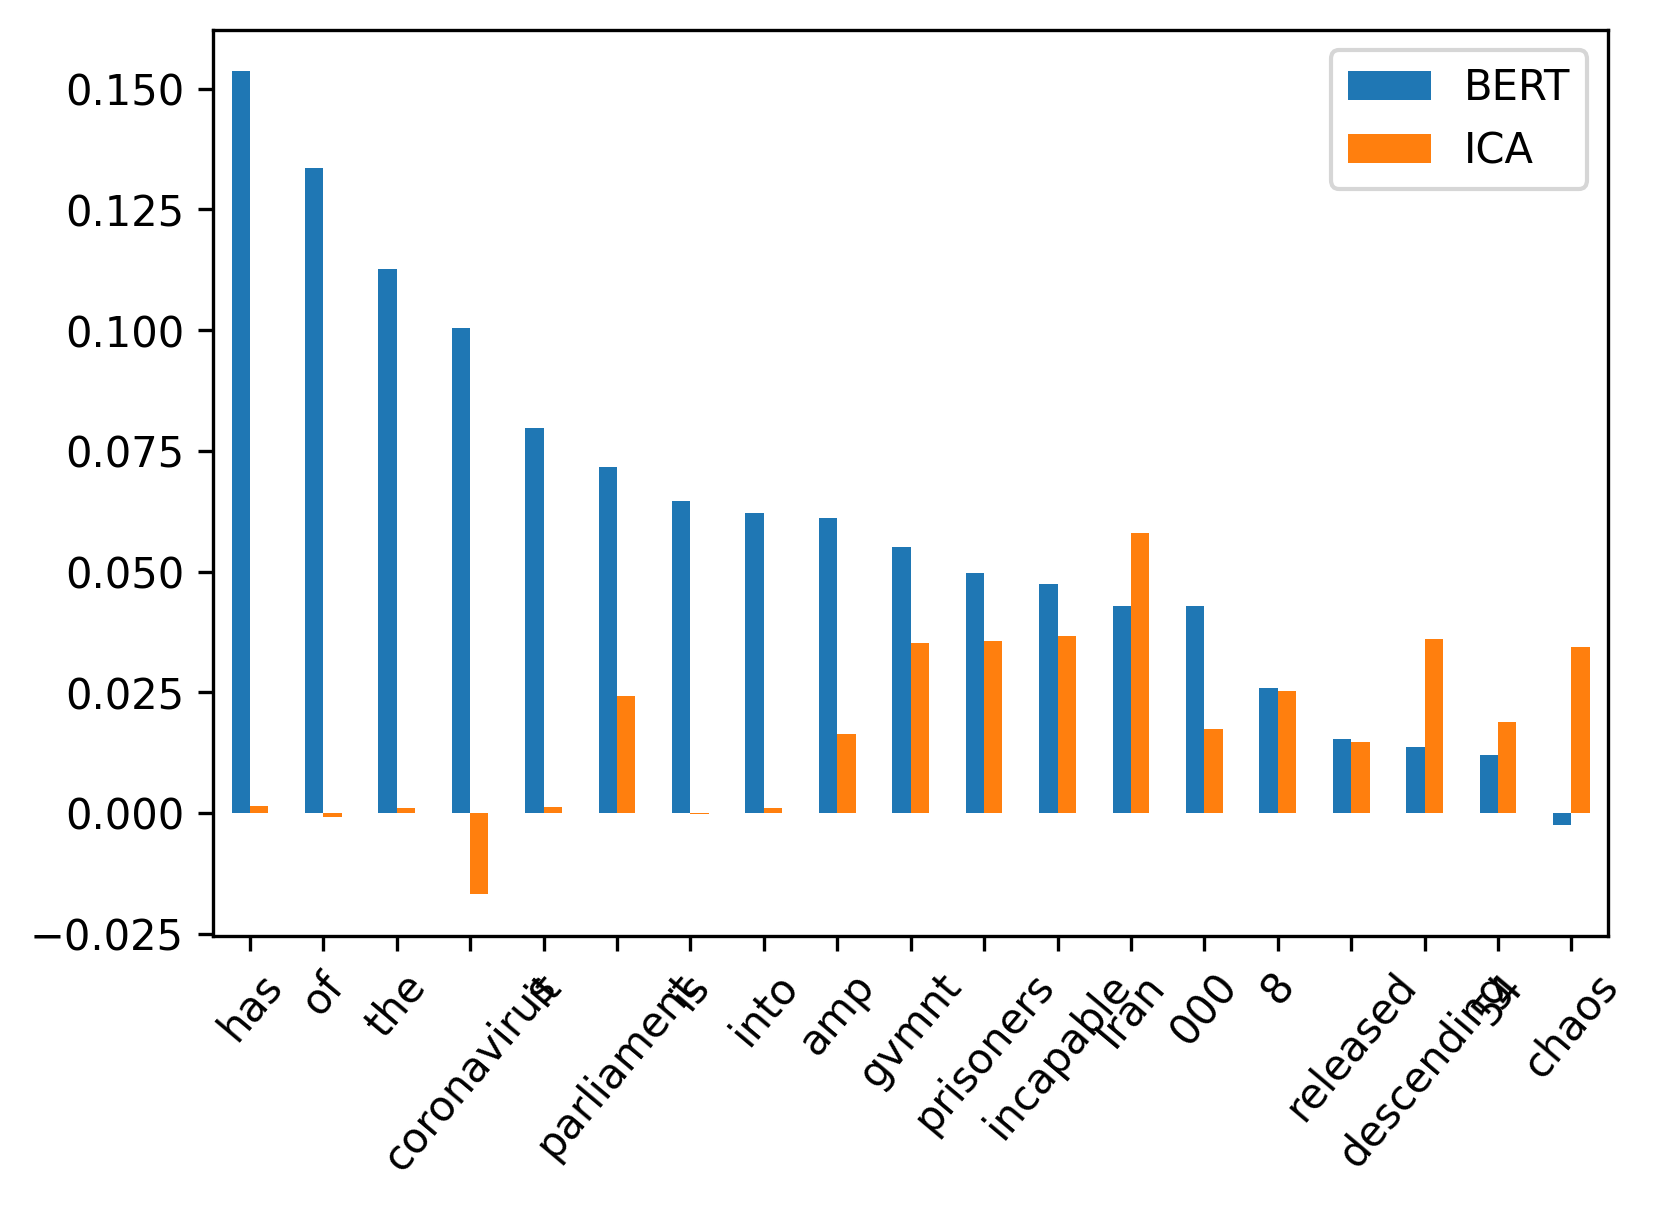 BERT
ICA
0.150
0.125
0.100
0.075
0.050
0.025
0.000
−0.025
has
of
the
coronavirus
it
parliament
is
into
amp
gvmnt
prisoners
incapable
Iran
000
8
released
descending
54
chaos